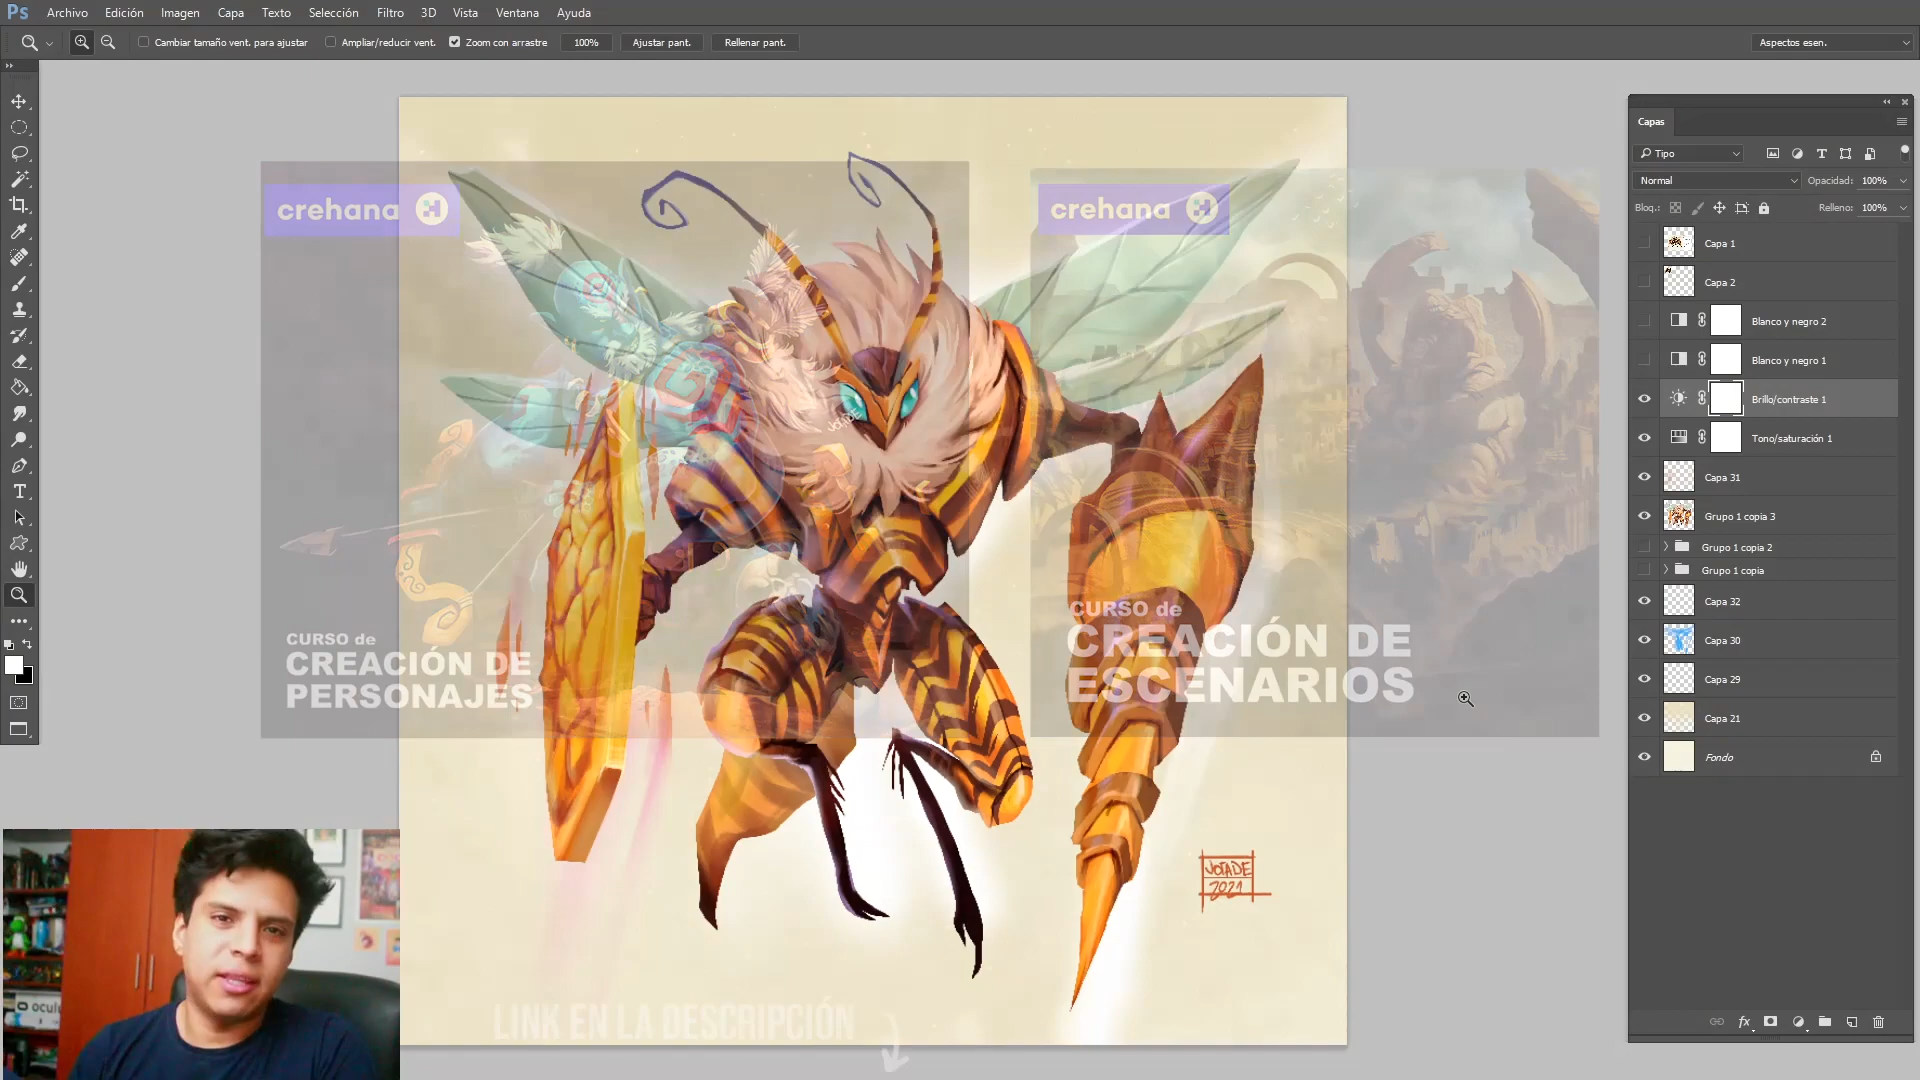 Ps Archivo Edición Imagen Capa Texto Selección Filtro 3D Vista Ventana Ayuda
Cambiar tamaño vent. para ajustar Ampliar/reducir vent. Zoom con arrastre 100% Ajustar pant. Rellenar pant. Aspectos esen.
Capas
Tipo
Normal Opacidad: 100%
Bloq.: Relleno: 100%
Capa 1
Capa 2
Blanco y negro 2
Blanco y negro 1
Brillo/contraste 1
Tono/saturación 1
Capa 31
Grupo 1 copia 3
Grupo 1 copia 2
Grupo 1 copia
Capa 32
Capa 30
Capa 29
Capa 21
Fondo
fx
crehana
CURSO de
CREACIÓN DE
PERSONAJES
crehana
CURSO de
CREACIÓN DE
ESCENARIOS
JOTADE
JOTADE
2021
LINK EN LA DESCRIPCIÓN